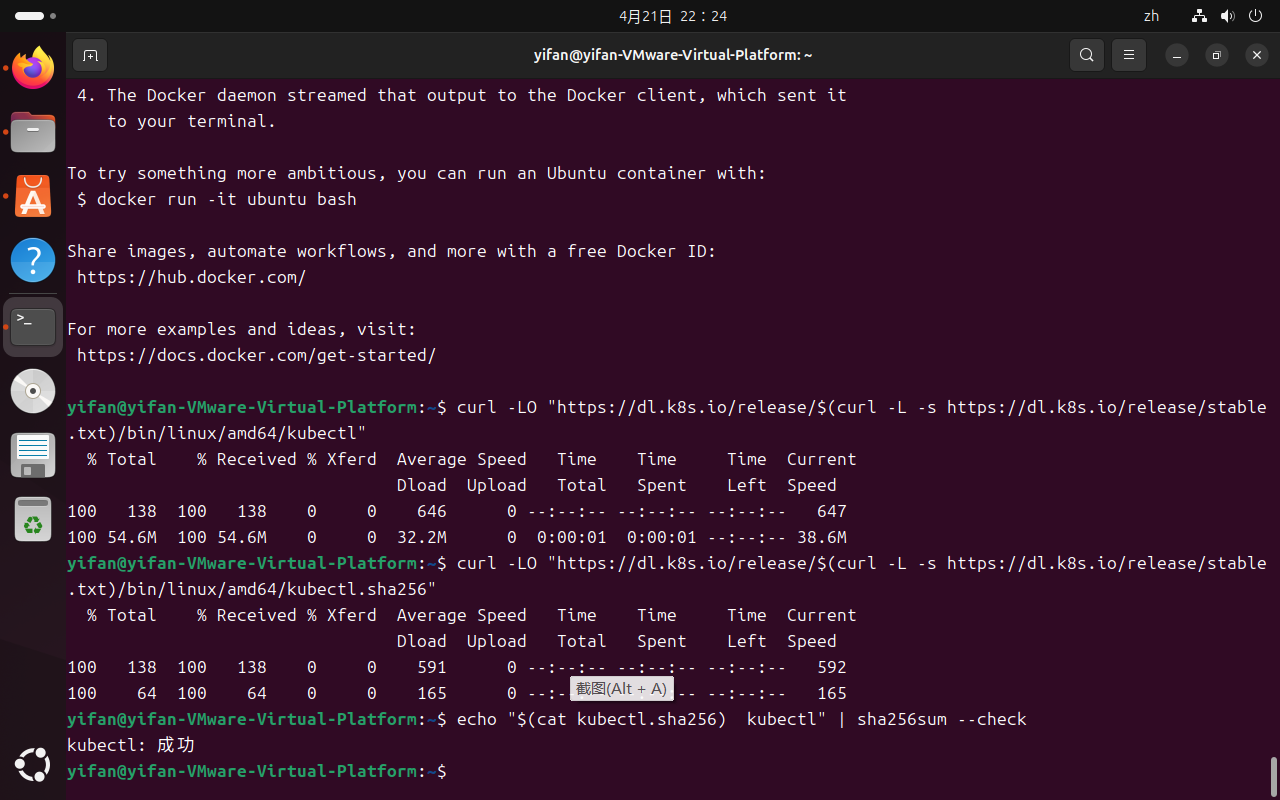 4月21日 22：24
zh
yifan@yifan-VMware-Virtual-Platform: ~
4. The Docker daemon streamed that output to the Docker client, which sent it
to your terminal.
To try something more ambitious, you can run an Ubuntu container with:
$ docker run -it ubuntu bash
Share images, automate workflows, and more with a free Docker ID:
https://hub.docker.com/
For more examples and ideas, visit:
https://docs.docker.com/get-started/
yifan@yifan-VMware-Virtual-Platform:~$ curl -LO "https://dl.k8s.io/release/$(curl -L -s https://dl.k8s.io/release/stable
.txt)/bin/linux/amd64/kubectl"
% Total    % Received % Xferd  Average Speed   Time    Time     Time  Current
Dload  Upload   Total   Spent    Left  Speed
100   138  100   138    0     0    646      0 --:--:-- --:--:-- --:--:--   647
100 54.6M  100 54.6M    0     0  32.2M      0  0:00:01  0:00:01 --:--:-- 38.6M
yifan@yifan-VMware-Virtual-Platform:~$ curl -LO "https://dl.k8s.io/release/$(curl -L -s https://dl.k8s.io/release/stable
.txt)/bin/linux/amd64/kubectl.sha256"
% Total    % Received % Xferd  Average Speed   Time    Time     Time  Current
Dload  Upload   Total   Spent    Left  Speed
100   138  100   138    0     0    591      0 --:--:-- --:--:-- --:--:--   592
100    64  100    64    0     0    165      0 --:-- --:--:--   165
截图(Alt + A)
yifan@yifan-VMware-Virtual-Platform:~$ echo "$(cat kubectl.sha256)  kubectl" | sha256sum --check
kubectl: 成功
yifan@yifan-VMware-Virtual-Platform:~$